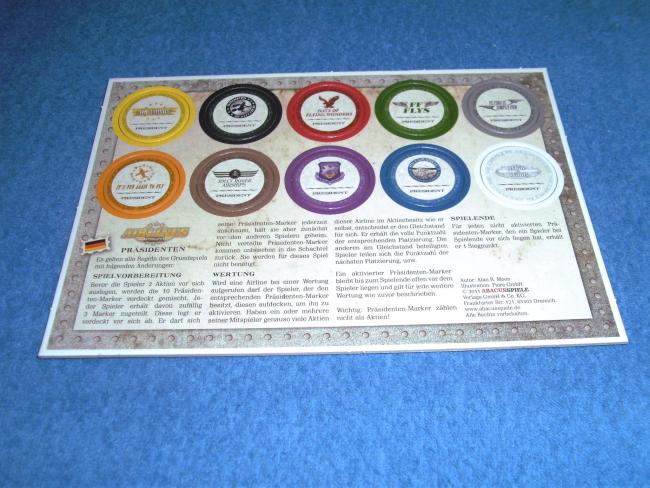 PRESIDENT
PRESIDENT
DAYS OF
FLYING WONDERS
PRESIDENT
FF
FLYS
PRESIDENT
PRESIDENT
IT'S FLY AGAIN TO FLY
PRESIDENT
JOLLY ROGER
AIRSHIPS
PRESIDENT
PRESIDENT
PRESIDENT
PRESIDENT
PRÄSIDENTEN
Es gelten alle Regeln des Grundspiels
mit folgenden Änderungen:
SPIELVORBEREITUNG
Bevor die Spieler 2 Aktien vor sich
auslegen, werden die 10 Präsiden-
ten-Marker verdeckt gemischt. Je-
der Spieler erhält davon zufällig
3 Marker zugeteilt. Diese legt er
verdeckt vor sich ab. Er darf sich
seine Präsidenten-Marker jederzeit
anschauen, hält sie aber zunächst
vor den anderen Spielern geheim.
Nicht verteilte Präsidenten-Marker
kommen unbesehen in die Schachtel
zurück. Sie werden für dieses Spiel
nicht benötigt.
WERTUNG
Wird eine Airline bei einer Wertung
aufgerufen darf der Spieler, der den
entsprechenden Präsidenten-Marker
besitzt, diesen aufdecken, um ihn zu
aktivieren. Haben ein oder mehrere
seiner Mitspieler genauso viele Aktien
dieser Airline im Aktienbesitz wie er
selbst, entscheidet er den Gleichstand
für sich. Er erhält die volle Punktzahl
der entsprechenden Platzierung. Die
anderen am Gleichstand beteiligten
Spieler teilen sich die Punktzahl der
nächsten Platzierung, usw.
Ein aktivierter Präsidenten-Marker
bleibt bis zum Spielende offen vor dem
Spieler liegen und gilt für jede weitere
Wertung wie zuvor beschrieben.
Wichtig: Präsidenten-Marker zählen
nicht als Aktien!
SPIELENDE
Für jeden nicht aktivierten Prä-
sidenten-Marker, den ein Spieler bei
Spielende vor sich liegen hat, erhält
er 1 Siegpunkt.
Autor: Alan R. Moon
Illustration: Fiore GmbH
© 2011 ABACUSSPIELE
Verlags GmbH & Co. KG,
Frankfurter Str. 121, 63303 Dreieich.
www.abacusspiele.de
Alle Rechte vorbehalten.